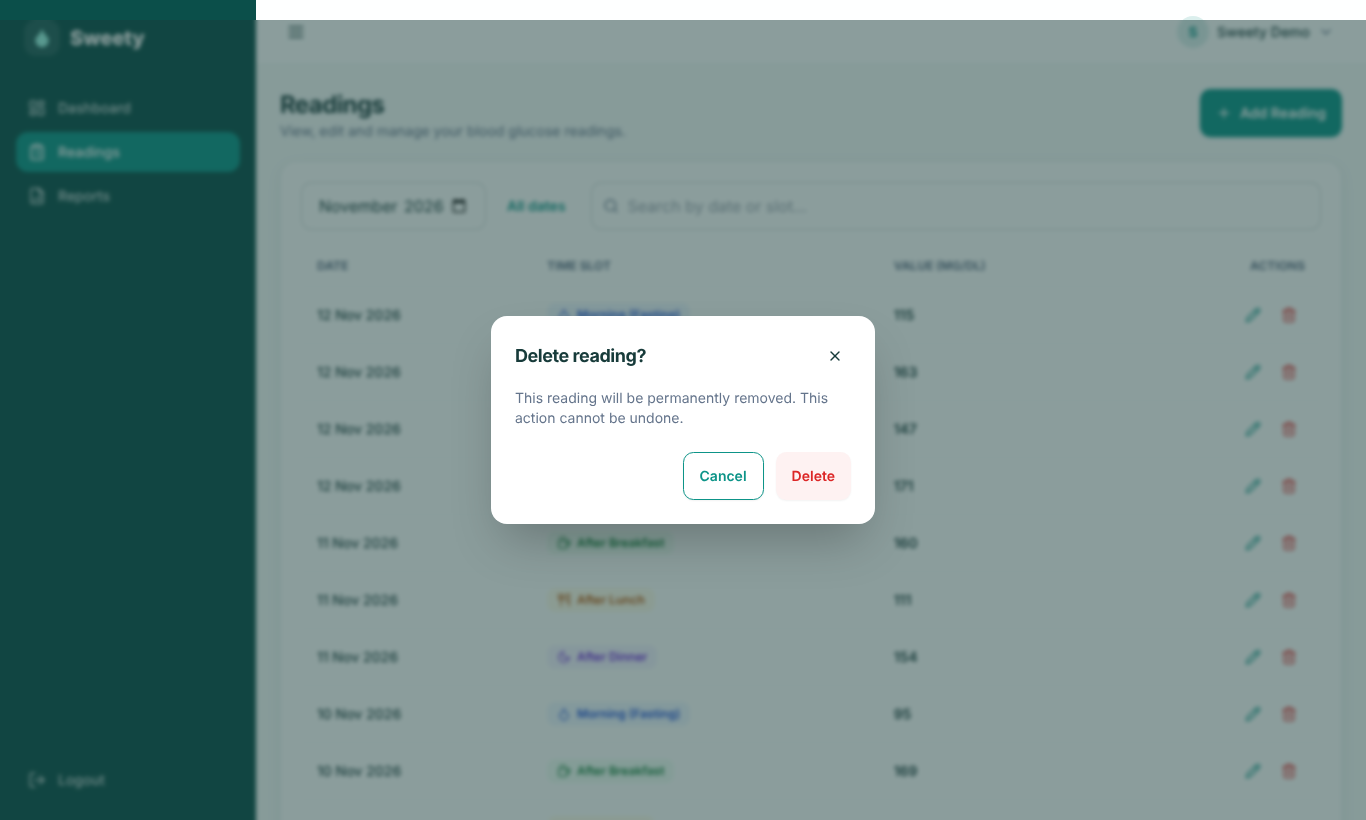 Sweety
Sweety Demo
Dashboard
Readings
Reports
Logout
Readings
View, edit and manage your blood glucose readings.
Add Reading
November 2026
All dates
Search by date or slot...
DATE TIME SLOT VALUE (MG/DL) ACTIONS
12 Nov 2026 Morning (Fasting) 115
12 Nov 2026 163
12 Nov 2026 147
12 Nov 2026 171
11 Nov 2026 After Breakfast 160
11 Nov 2026 After Lunch 111
11 Nov 2026 After Dinner 154
10 Nov 2026 Morning (Fasting) 95
10 Nov 2026 After Breakfast 169
Delete reading?
This reading will be permanently removed. This
action cannot be undone.
Cancel
Delete